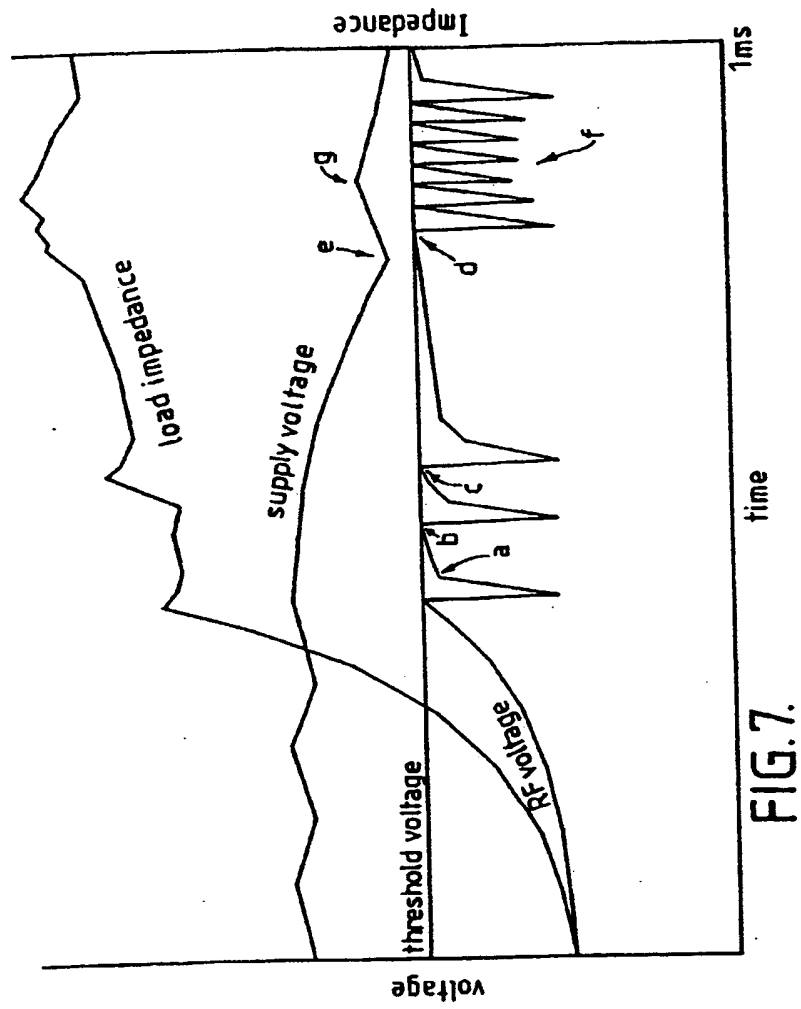 voltage
Impedance
load impedance
supply voltage
threshold voltage
RF voltage
a
b
c
d
e
f
g
time
1ms
FIG.7.